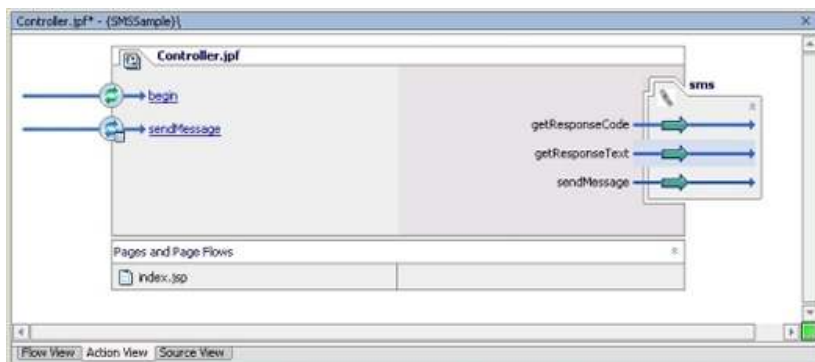 Controller.jpf* - {SMSSample}\
Controller.jpf
begin
sendMessage
sms
getResponseCode
getResponseText
sendMessage
Pages and Page Flows
index.jsp
Flow View Action View Source View